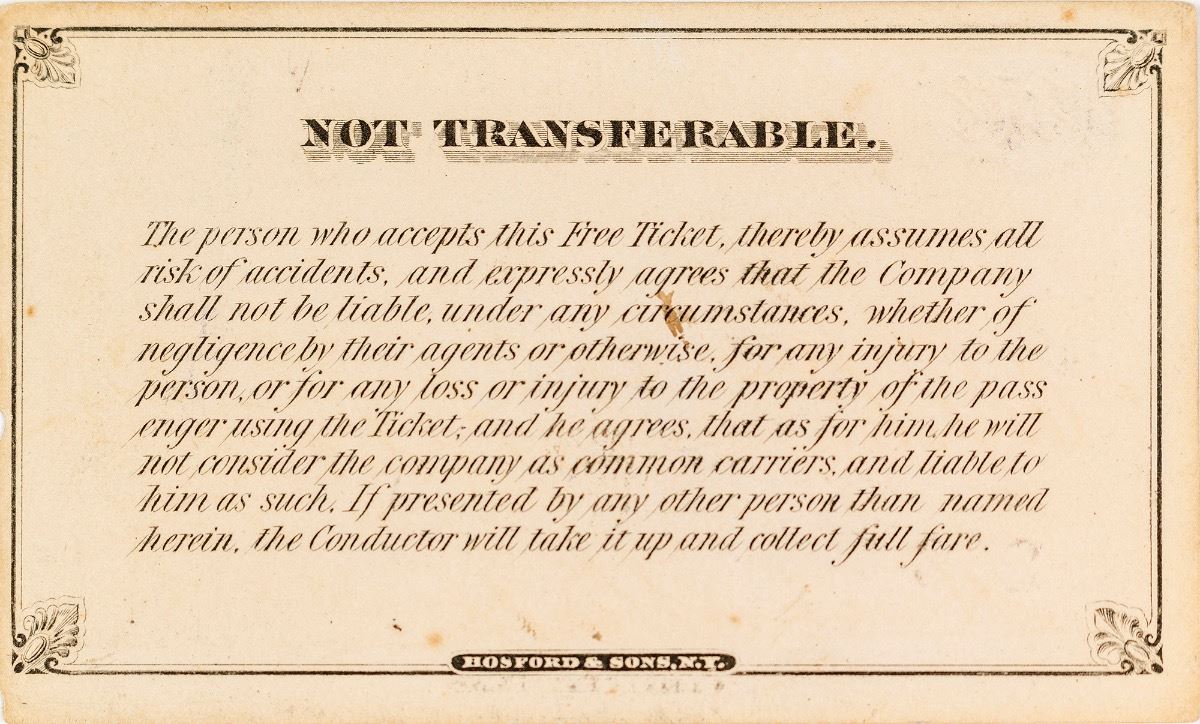 NOT TRANSFERABLE.
The person who accepts this Free Ticket, thereby assumes all
risk of accidents, and expressly agrees that the Company
shall not be liable, under any circumstances, whether of
negligence by their agents or otherwise, for any injury to the
person, or for any loss or injury to the property of the pass
enger using the Ticket; and he agrees, that as for him, he will
not consider the company as common carriers, and liable to
him as such. If presented by any other person than named
herein, the Conductor will take it up and collect full fare.
HOSFORD & SONS, N.Y.